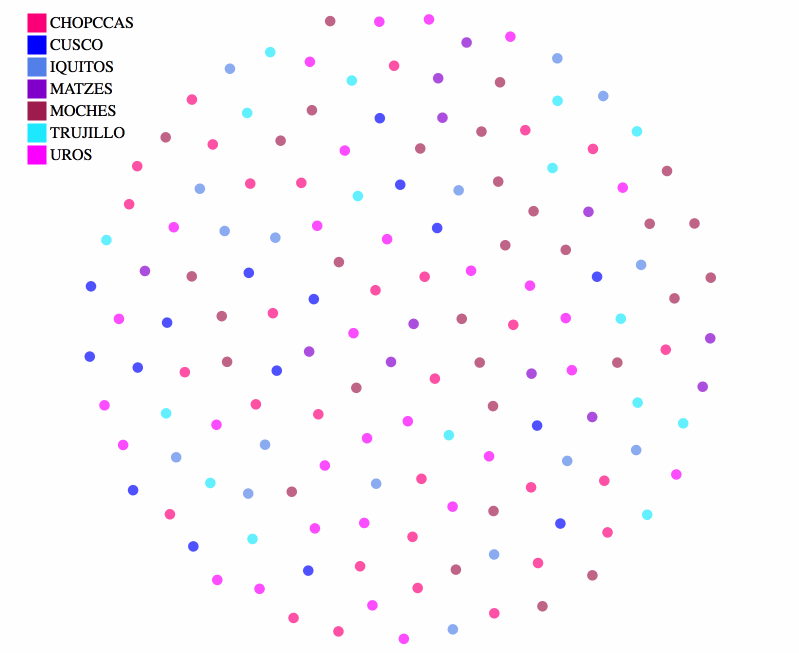 CHOPCCAS
CUSCO
IQUITOS
MATZES
MOCHES
TRUJILLO
UROS